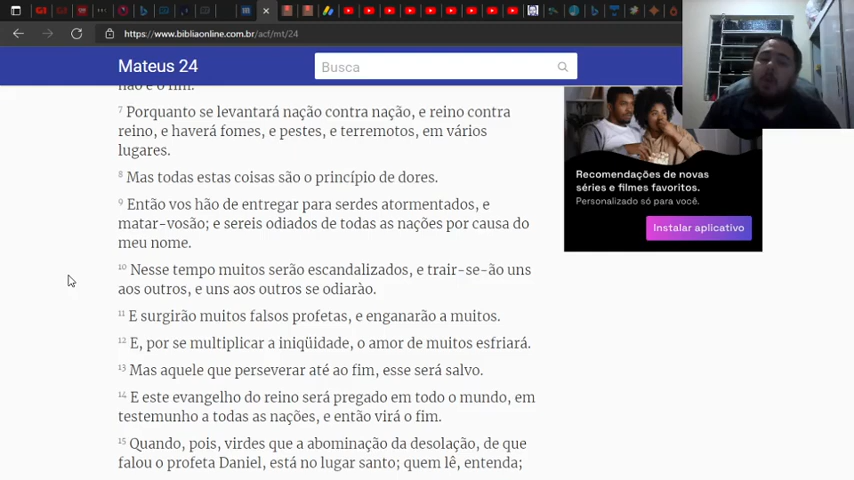 G1
https://www.bibliaonline.com.br/acf/mt/24
Mateus 24
Busca
não é o fim.
7 Porquanto se levantará nação contra nação, e reino contra
reino, e haverá fomes, e pestes, e terremotos, em vários
lugares.
8 Mas todas estas coisas são o princípio de dores.
9 Então vos hão de entregar para serdes atormentados, e
matar-vosão; e sereis odiados de todas as nações por causa do
meu nome.
10 Nesse tempo muitos serão escandalizados, e trair-se-ão uns
aos outros, e uns aos outros se odiaràо.
11 E surgirão muitos falsos profetas, e enganarão a muitos.
12 E, por se multiplicar a iniqüidade, o amor de muitos esfriará.
13 Mas aquele que perseverar até ao fim, esse será salvo.
14 E este evangelho do reino será pregado em todo o mundo, em
testemunho a todas as nações, e então virá o fim.
15 Quando, pois, virdes que a abominação da desolação, de que
falou o profeta Daniel, está no lugar santo; quem lê, entenda;
Recomendações de novas
séries e filmes favoritos.
Personalizado só para você.
Instalar aplicativo